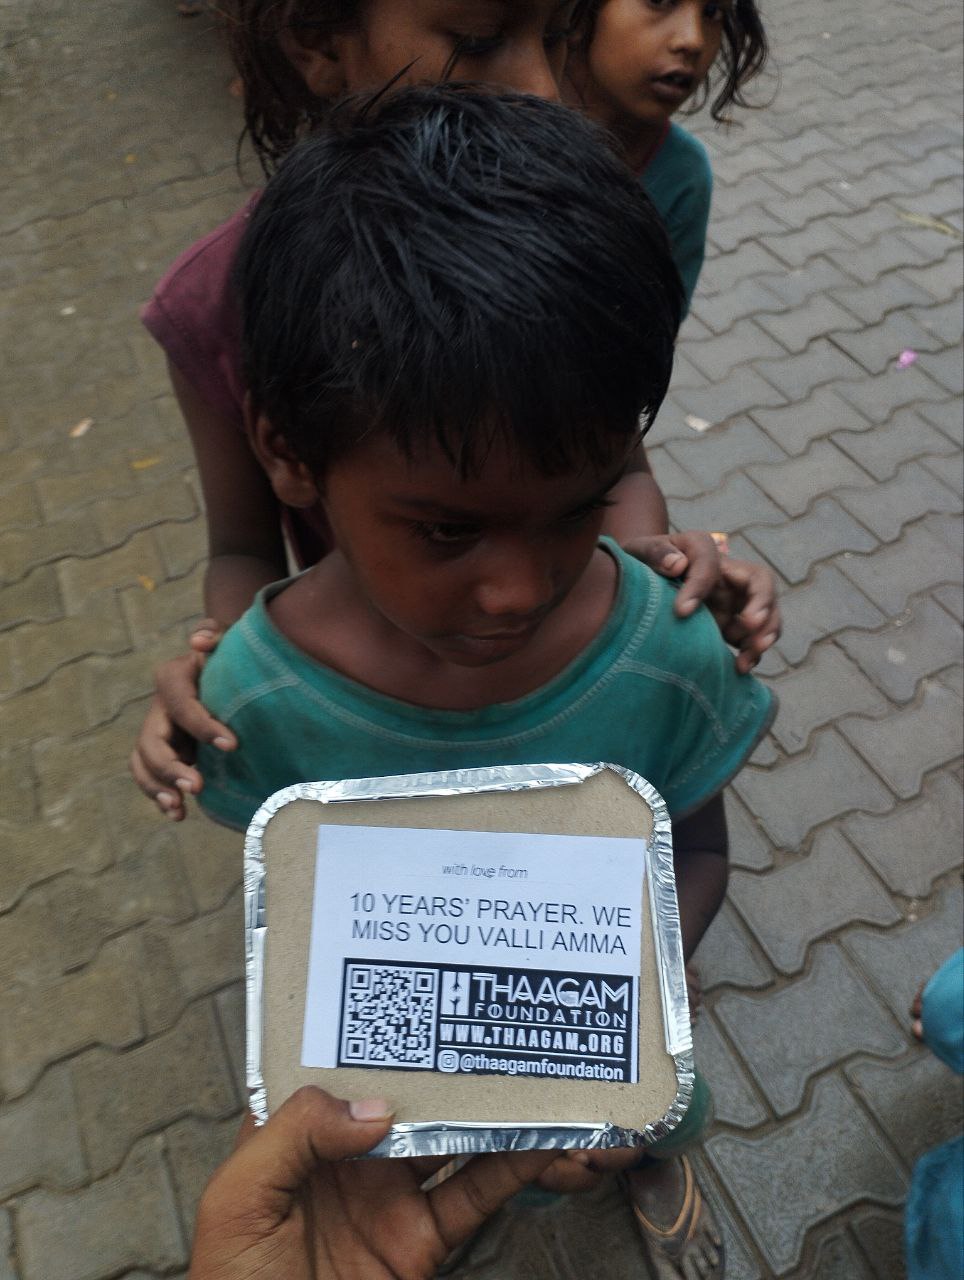 with love from
10 YEARS' PRAYER. WE
MISS YOU VALLI AMMA
THAAGAM
FOUNDATION
WWW.THAAGAM.ORG
@thaagamfoundation